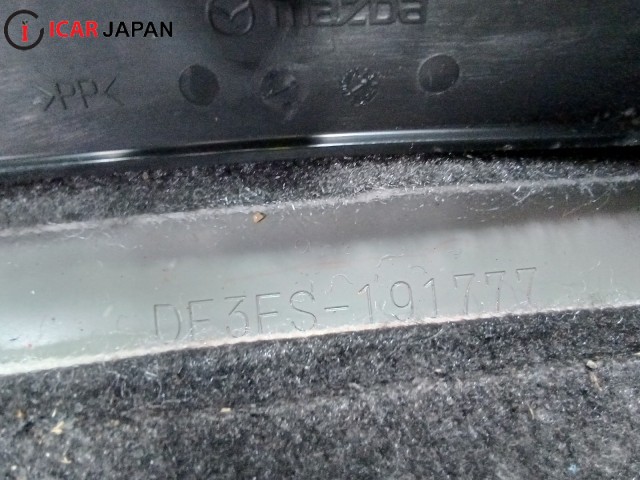 iCAR JAPAN
mazda
>PP<
DE3FS-191777